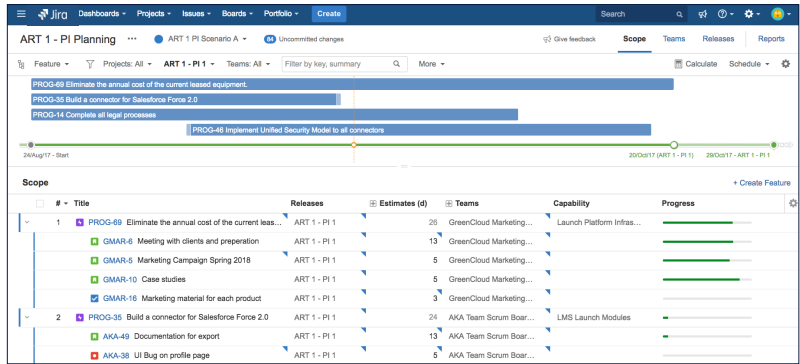 Jira Dashboards Projects Issues Boards Portfolio Create Search
ART 1 - PI Planning ART 1 PI Scenario A 84 Uncommitted changes Give feedback Scope Teams Releases Reports
Feature Projects: All ART 1 - PI 1 Teams: All Filter by key, summary More Calculate Schedule
PROG-69 Eliminate the annual cost of the current leased equipment.
PROG-35 Build a connector for Salesforce Force 2.0
PROG-14 Complete all legal processes
PROG-46 Implement Unified Security Model to all connectors
24/Aug/17 - Start 20/Oct/17 (ART 1 - PI 1) 29/Oct/17 - ART 1 - PI 1
Scope + Create Feature
# Title Releases Estimates (d) Teams Capability Progress
1 PROG-69 Eliminate the annual cost of the current leas... ART 1 - PI 1 26 GreenCloud Marketing... Launch Platform Infras...
GMAR-6 Meeting with clients and preperation ART 1 - PI 1 13 GreenCloud Marketing...
GMAR-5 Marketing Campaign Spring 2018 ART 1 - PI 1 5 GreenCloud Marketing...
GMAR-10 Case studies ART 1 - PI 1 5 GreenCloud Marketing...
GMAR-16 Marketing material for each product ART 1 - PI 1 3 GreenCloud Marketing...
2 PROG-35 Build a connector for Salesforce Force 2.0 ART 1 - PI 1 24 AKA Team Scrum Boar... LMS Launch Modules
AKA-49 Documentation for export ART 1 - PI 1 13 AKA Team Scrum Boar...
AKA-38 UI Bug on profile page ART 1 - PI 1 5 AKA Team Scrum Boar...